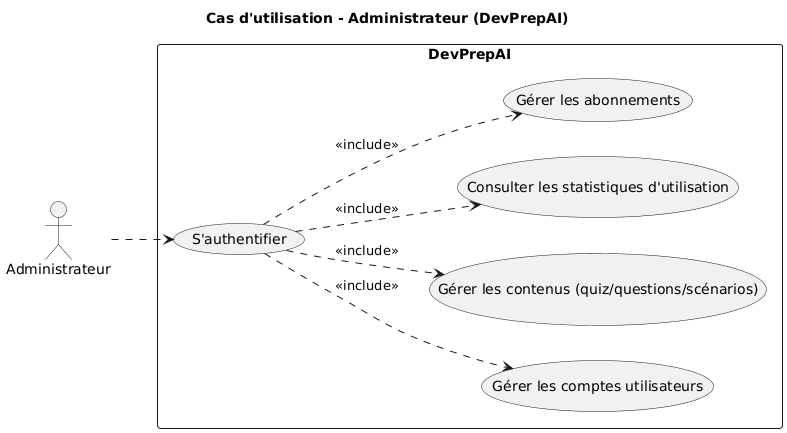 Cas d'utilisation - Administrateur (DevPrepAI)
DevPrepAI
Gérer les abonnements
«include»
Consulter les statistiques d'utilisation
«include»
Administrateur
S'authentifier
«include»
Gérer les contenus (quiz/questions/scénarios)
«include»
Gérer les comptes utilisateurs